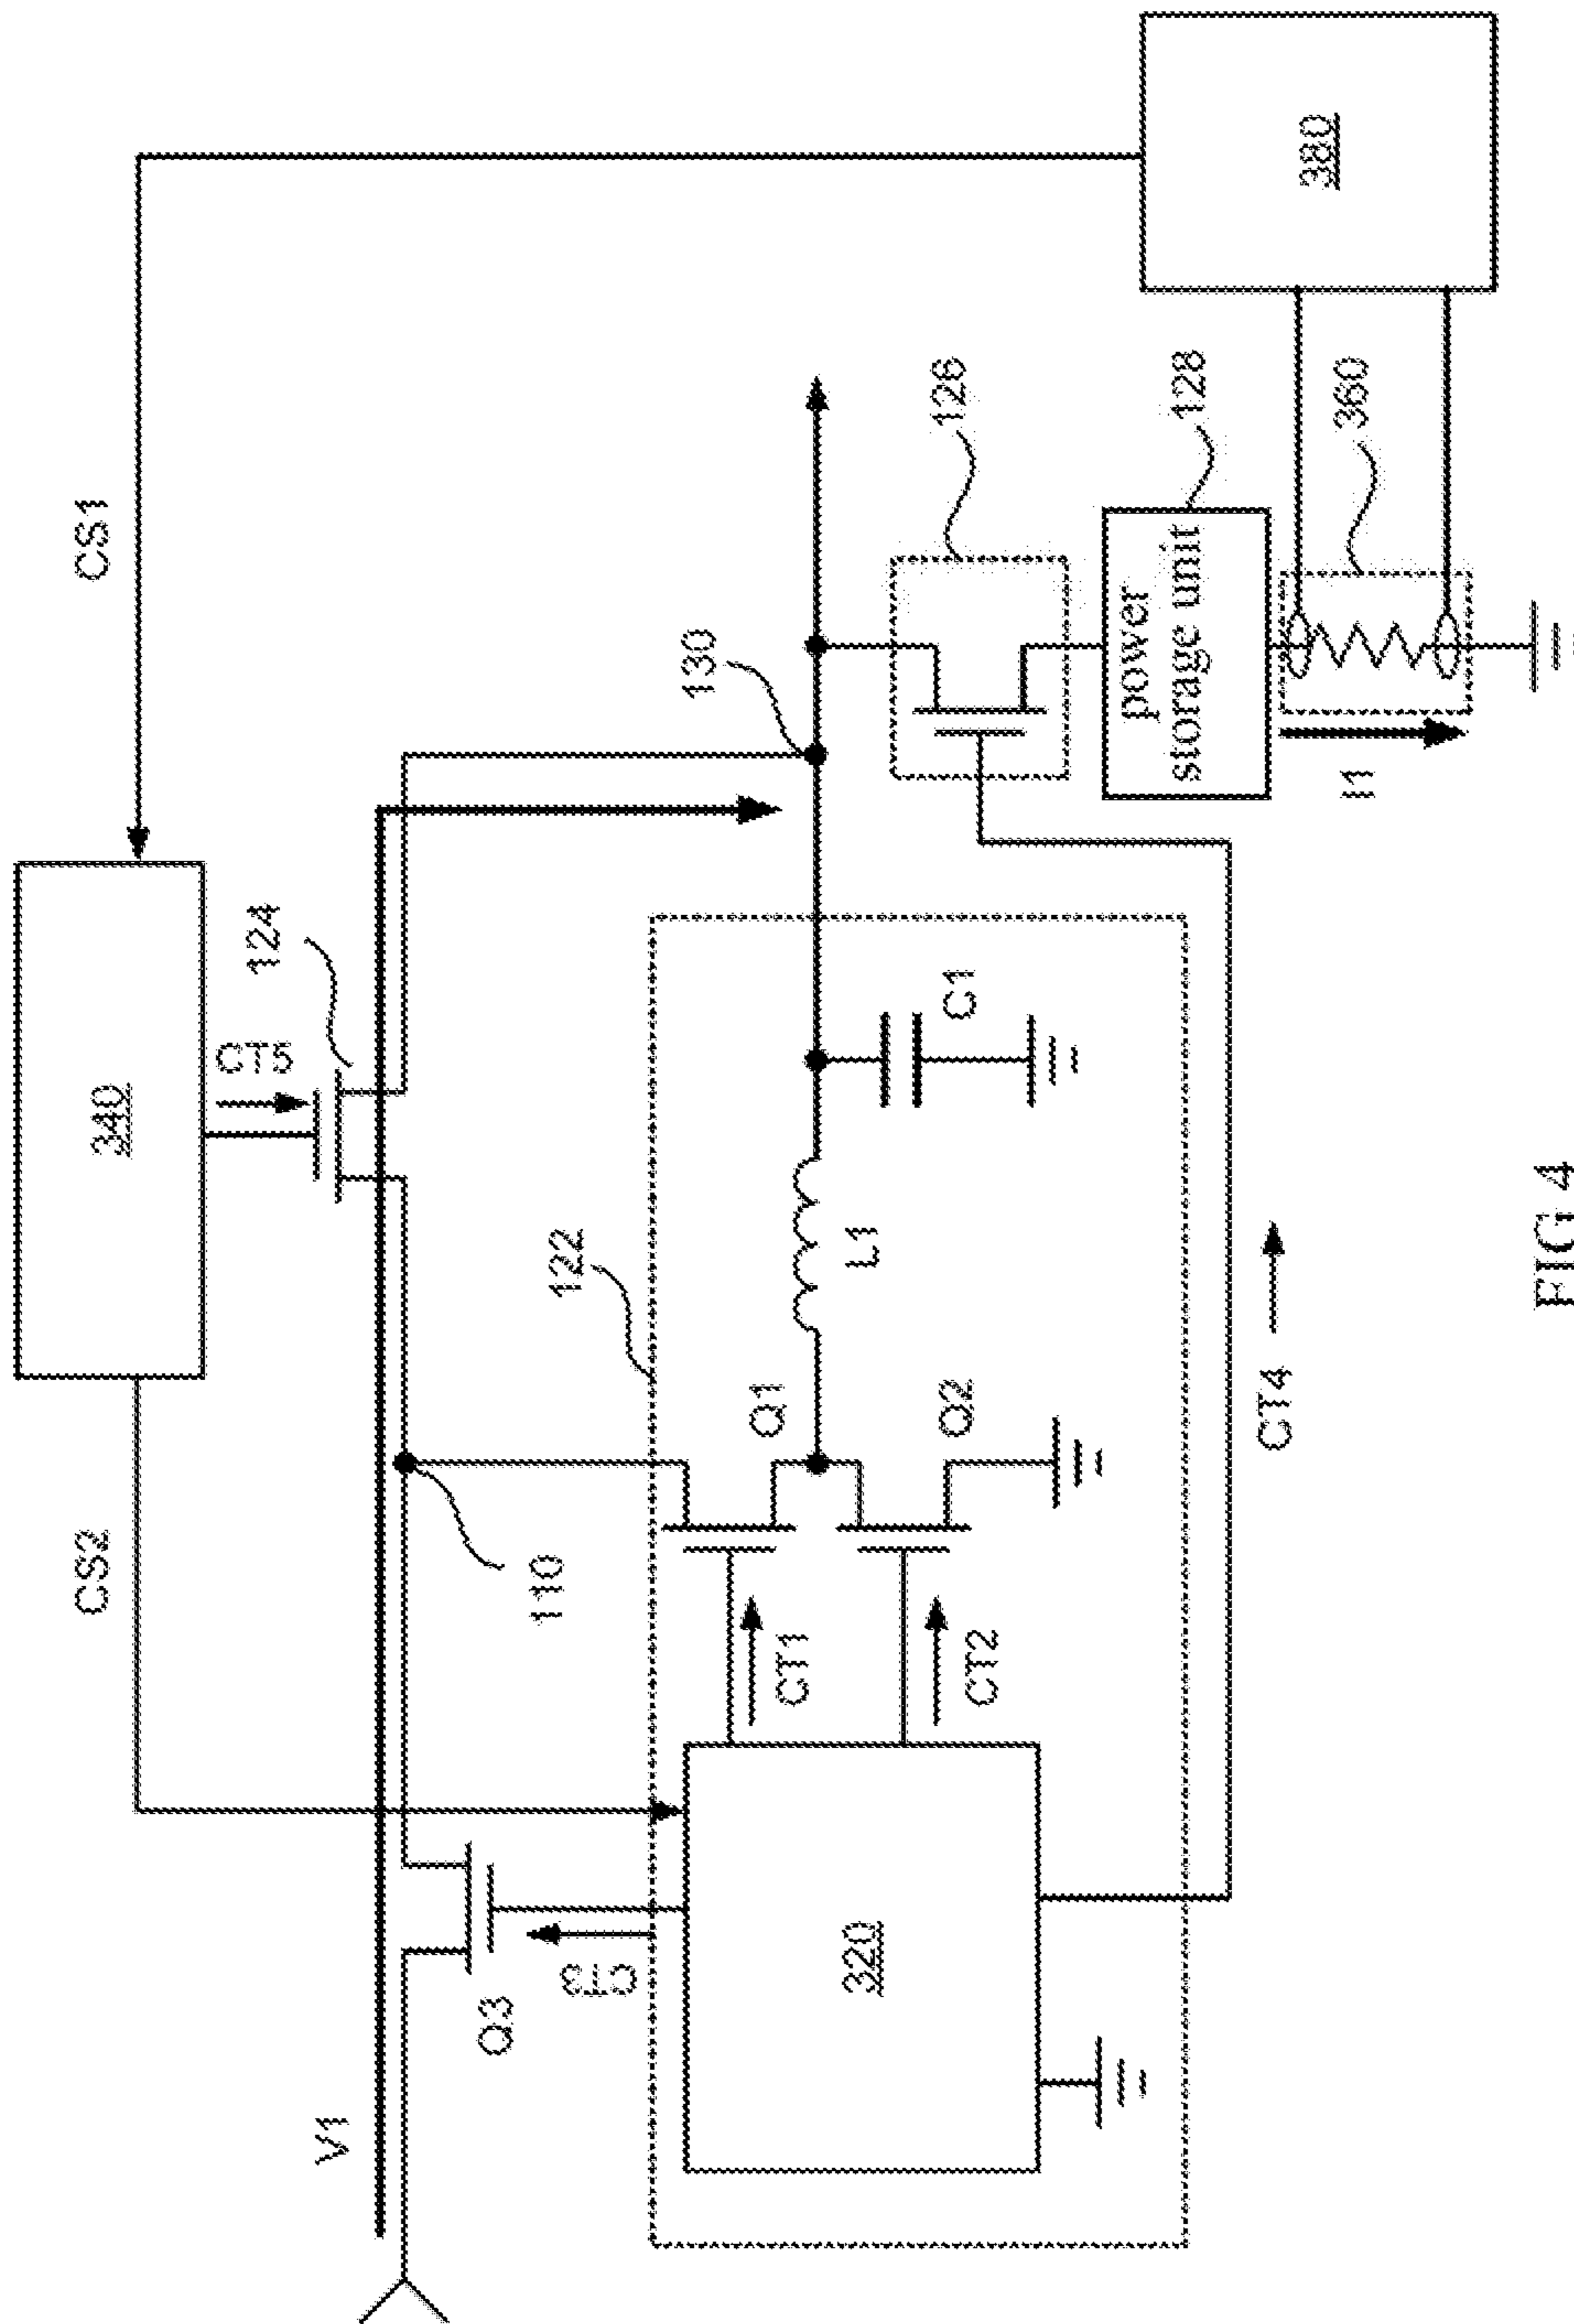 CS2
340
CS1
CT5
124
V1
Q3
CT3
110
122
130
126
Q1
CT1
L1
C1
320
CT2
Q2
power
storage unit
128
I1
360
380
CT4
FIG 4